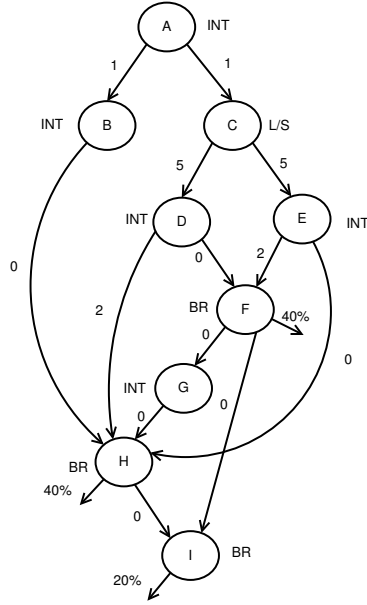 A INT
1 1
INT B C L/S
5 5
INT D E INT
0 2
0 2
BR F 40%
0 0
INT G
0 0
BR H
40%
0
I BR
20%